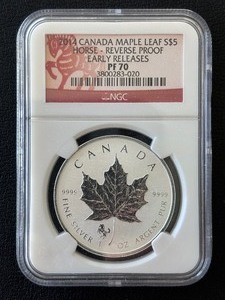 2014 CANADA MAPLE LEAF S$5
HORSE - REVERSE PROOF
EARLY RELEASES
PF 70
3800283-020
NGC
CANADA
9999 9999
FINE SILVER 1 OZ ARGENT PUR